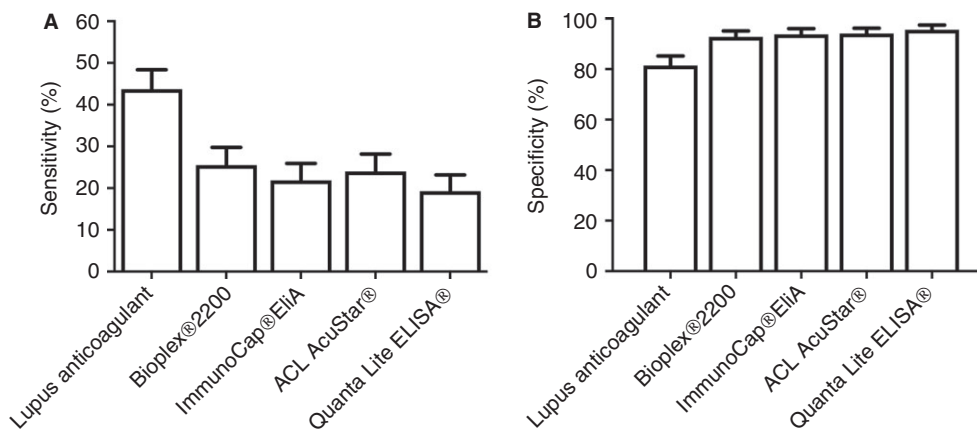 A
Sensitivity (%)
60
50
40
30
20
10
0
Lupus anticoagulant
Bioplex®2200
ImmunoCap®EliA
ACL AcuStar®
Quanta Lite ELISA®
B
Specificity (%)
100
80
60
40
20
0
Lupus anticoagulant
Bioplex®2200
ImmunoCap®EliA
ACL AcuStar®
Quanta Lite ELISA®